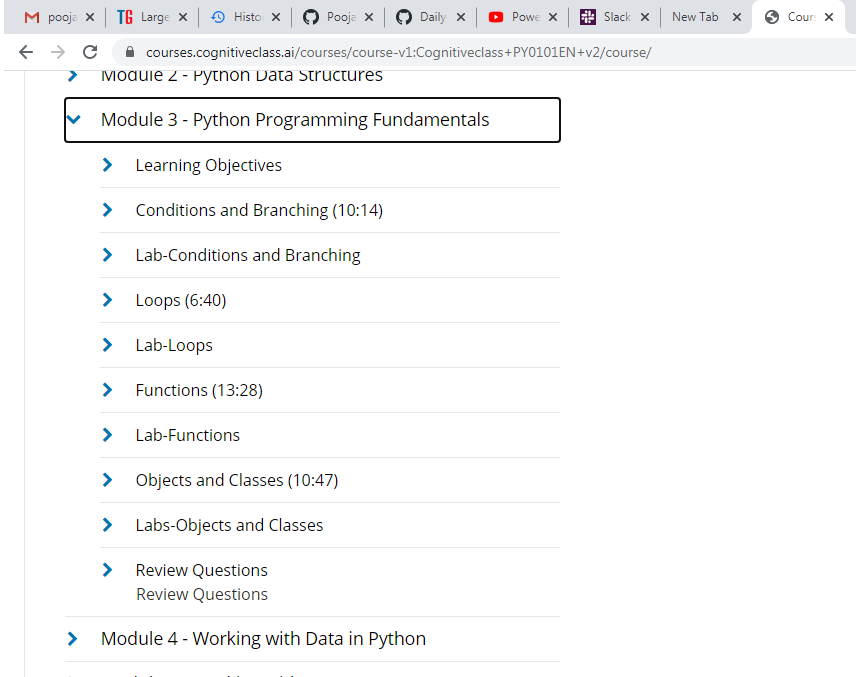 pooja
TG Large
Histo
Pooja
Daily
Powe
Slack
New Tab
Cours
courses.cognitiveclass.ai/courses/course-v1:Cognitiveclass+PY0101EN+v2/course/
Module 2 - Python Data Structures
Module 3 - Python Programming Fundamentals
Learning Objectives
Conditions and Branching (10:14)
Lab-Conditions and Branching
Loops (6:40)
Lab-Loops
Functions (13:28)
Lab-Functions
Objects and Classes (10:47)
Labs-Objects and Classes
Review Questions
Review Questions
Module 4 - Working with Data in Python